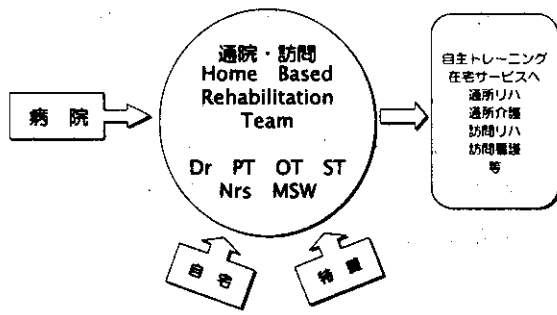 病 院
通院・訪問
Home Based
Rehabilitation
Team
Dr PT OT ST
Nrs MSW
自主トレーニング
在宅サービスへ
通所リハ
通所介護
訪問リハ
訪問看護
等
自 宅
特 養